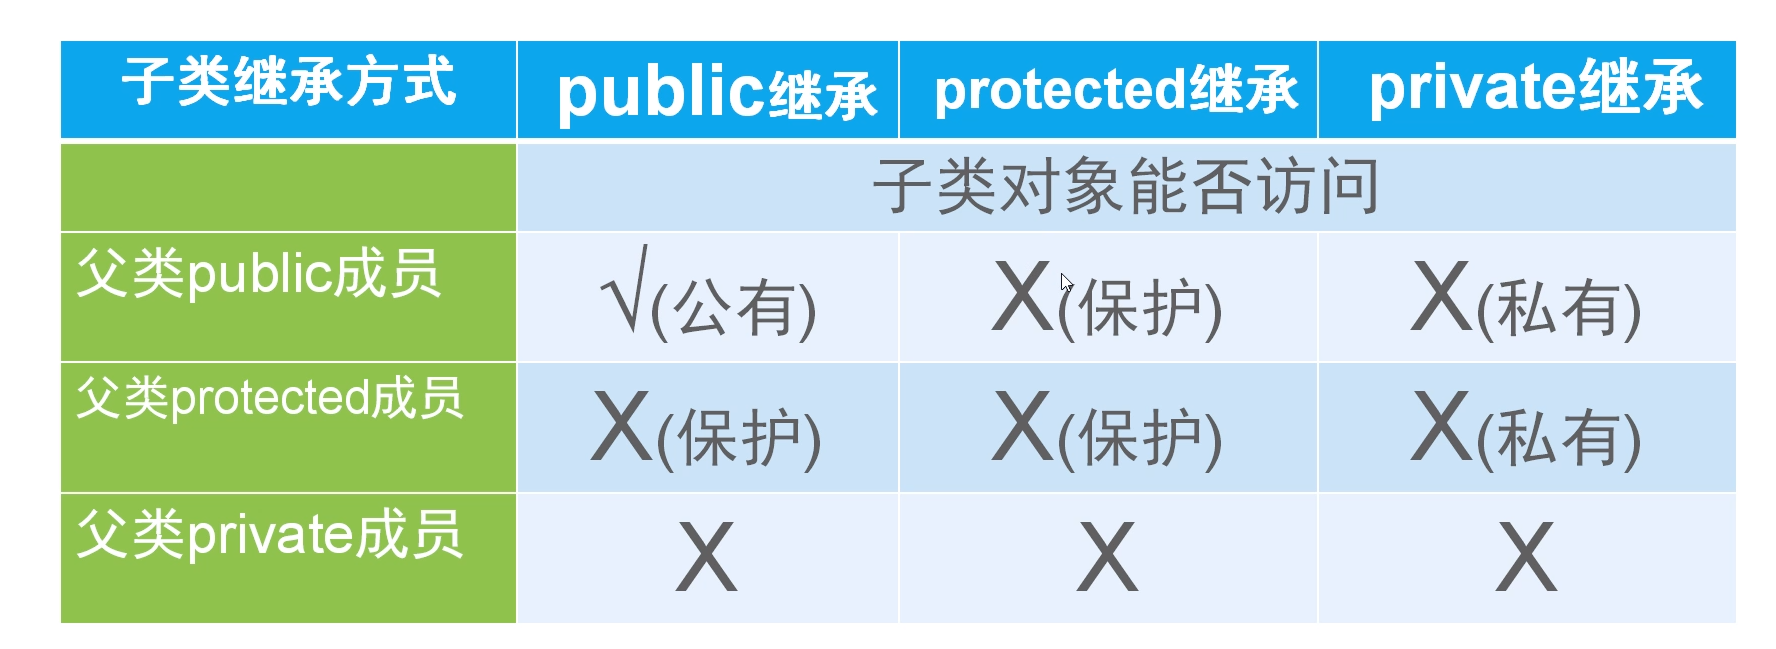 子类继承方式 public继承 protected继承 private继承
子类对象能否访问
父类public成员 √(公有) X(保护) X(私有)
父类protected成员 X(保护) X(保护) X(私有)
父类private成员 X X X